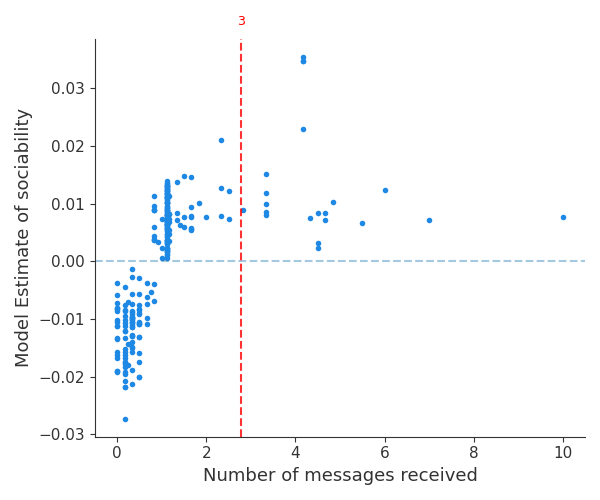 3
0.03
0.02
0.01
0.00
−0.01
−0.02
−0.03
Model Estimate of sociability
0 2 4 6 8 10
Number of messages received